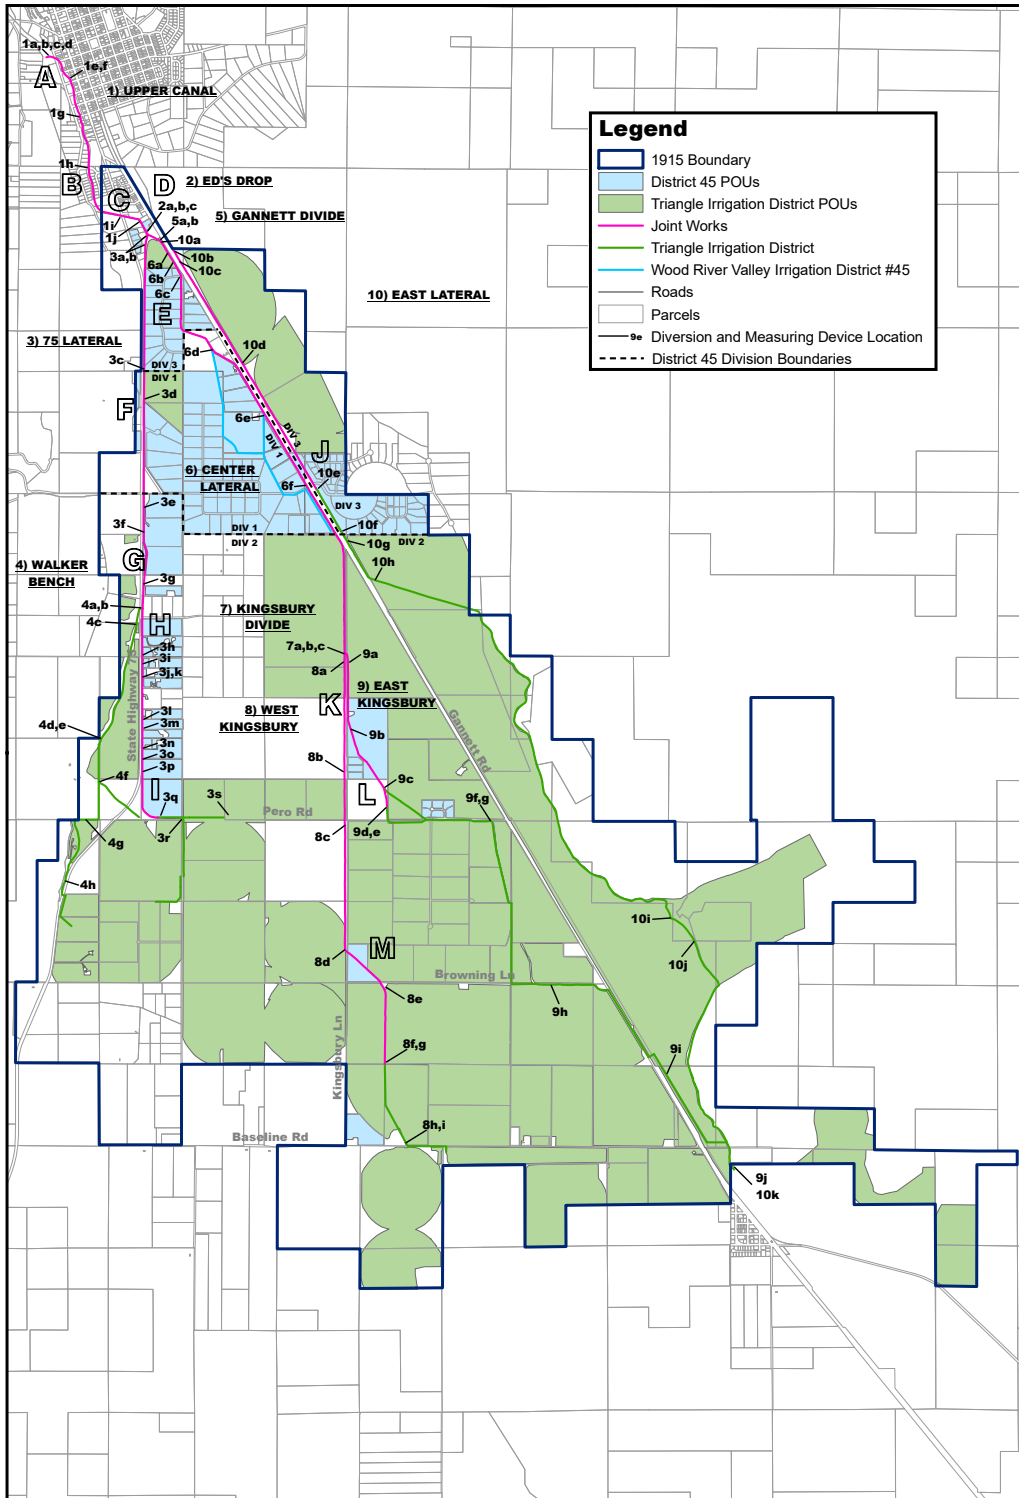 1a,b,c,d
A
1e,f
1) UPPER CANAL
1g
1h
B
C
D
2) ED'S DROP
2a,b,c
5) GANNETT DIVIDE
5a,b
1i
1j
10a
3a,b
10b
6a
10c
6b
6c
10) EAST LATERAL
E
3) 75 LATERAL
6d
10d
3c
DIV 3
DIV 1
3d
F
6e
DIV 3
DIV 1
J
6) CENTER
LATERAL
10e
6f
3e
DIV 3
3f
DIV 1
10f
DIV 2
10g
DIV 2
G
4) WALKER
BENCH
10h
3g
4a,b
7) KINGSBURY
DIVIDE
4c
H
3h
7a,b,c
9a
3i
8a
3j,k
State Highway 75
9) EAST
KINGSBURY
K
8) WEST
KINGSBURY
3l
4d,e
3m
Gannett Rd
9b
3n
3o
8b
3p
4f
9c
I
L
3q
3s
Pero Rd
9f,g
3r
8c
9d,e
4g
4h
10i
M
10j
8d
Browning Ln
8e
9h
Kingsbury Ln
8f,g
9i
8h,i
Baseline Rd
9j
10k
Legend
1915 Boundary
District 45 POUs
Triangle Irrigation District POUs
Joint Works
Triangle Irrigation District
Wood River Valley Irrigation District #45
Roads
Parcels
9e Diversion and Measuring Device Location
District 45 Division Boundaries